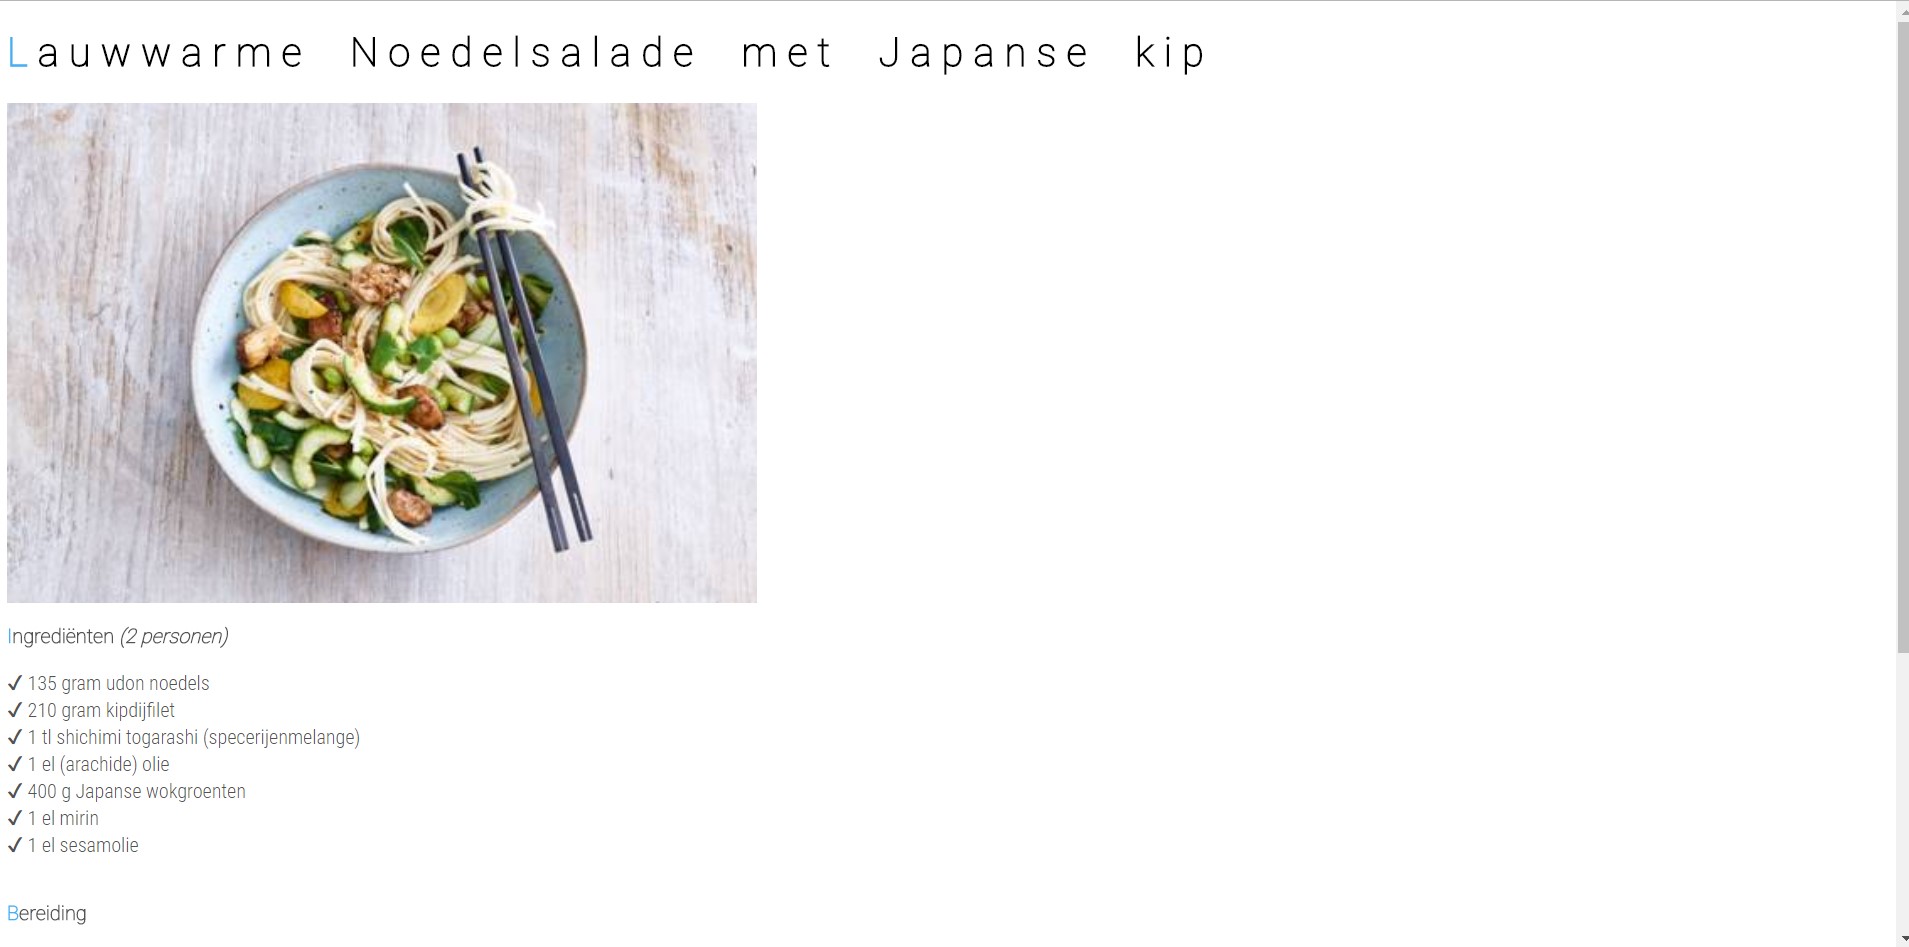 Lauwwarme Noedelsalade met Japanse kip
Ingrediënten (2 personen)
✓ 135 gram udon noedels
✓ 210 gram kipdijfilet
✓ 1 tl shichimi togarashi (specerijenmelange)
✓ 1 el (arachide) olie
✓ 400 g Japanse wokgroenten
✓ 1 el mirin
✓ 1 el sesamolie
Bereiding